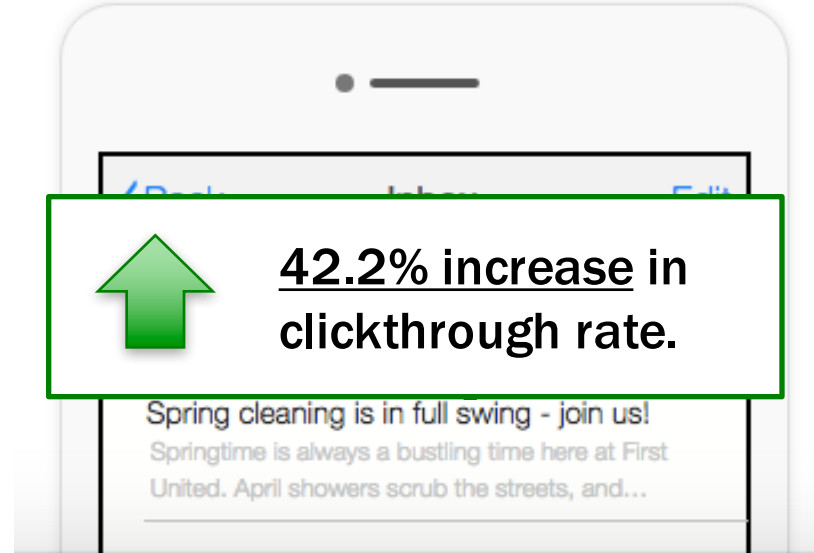 42.2% increase in
clickthrough rate.
Spring cleaning is in full swing - join us!
Springtime is always a bustling time here at First
United. April showers scrub the streets, and...